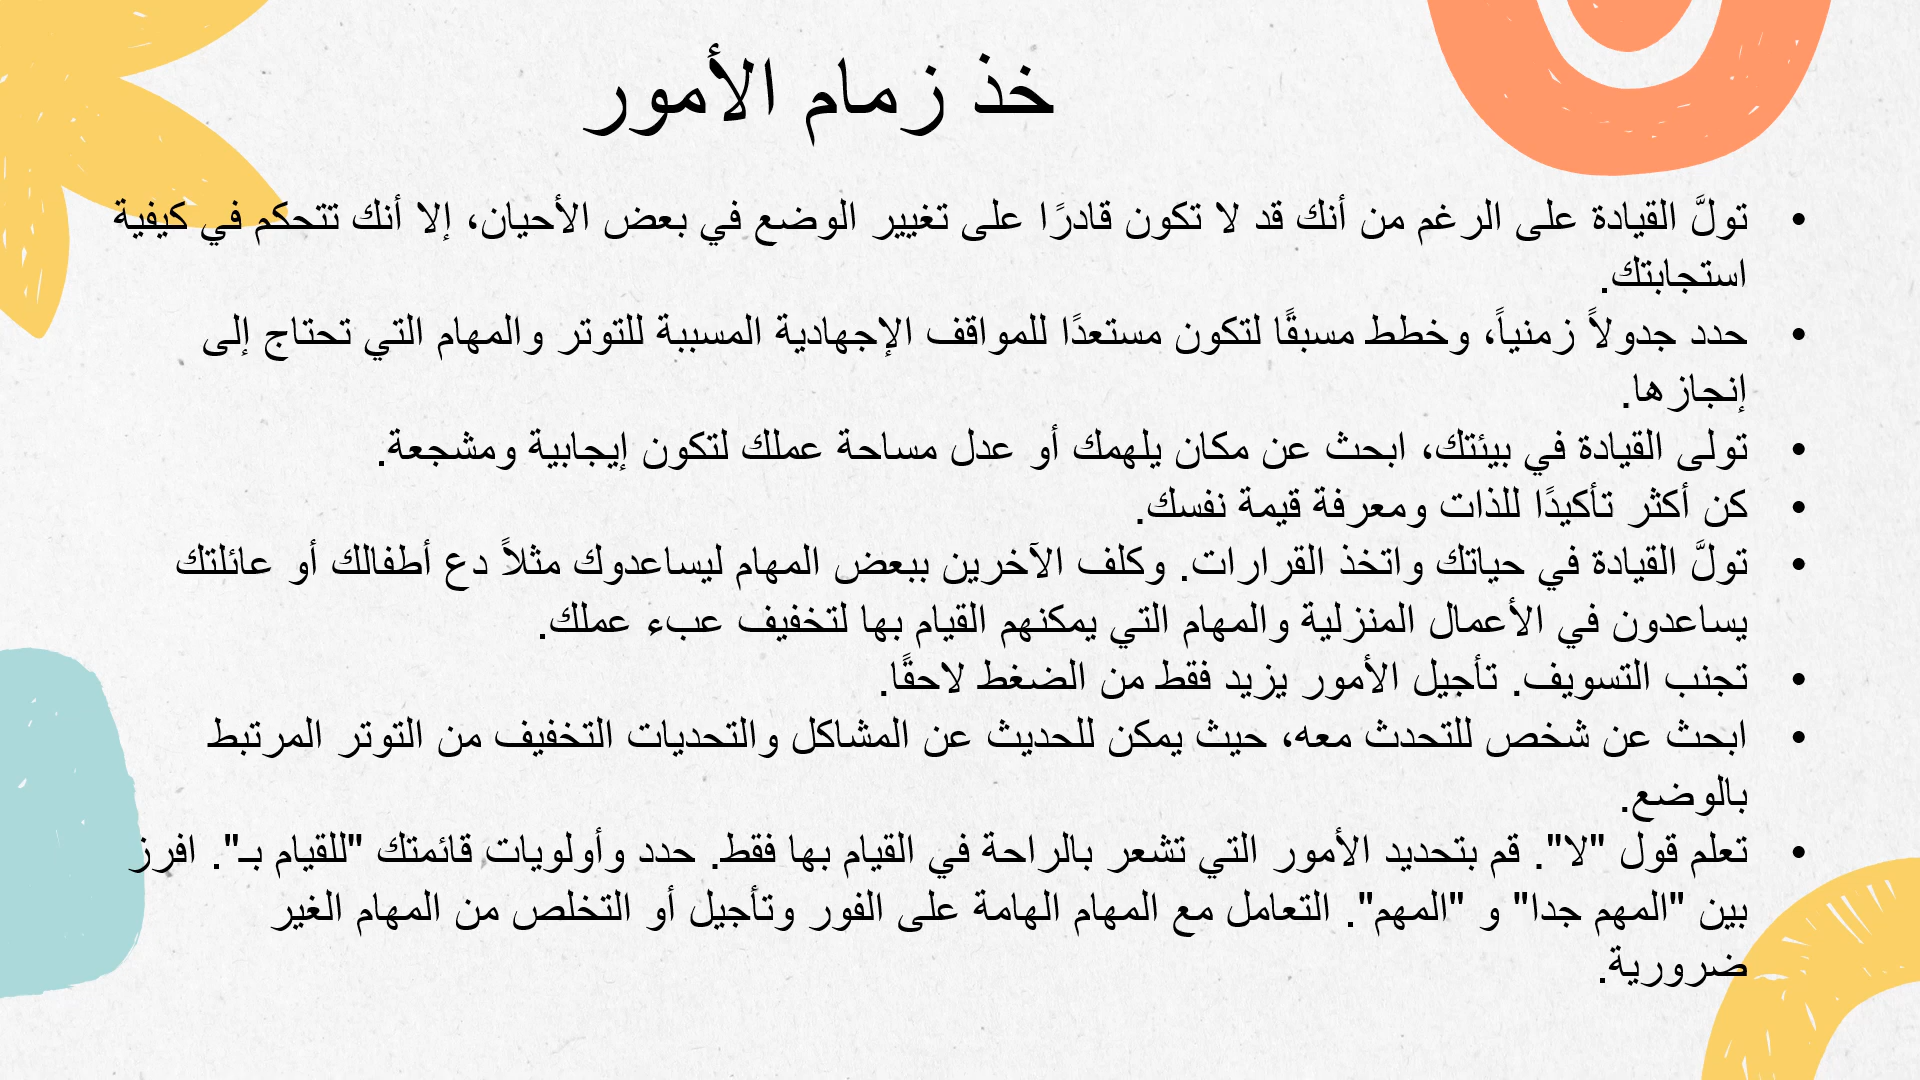 خذ زمام الأمور
• تولَّ القيادة على الرغم من أنك قد لا تكون قادرًا على تغيير الوضع في بعض الأحيان، إلا أنك تتحكم في كيفية
استجابتك.
• حدد جدولاً زمنياً، وخطط مسبقًا لتكون مستعدًا للمواقف الإجهادية المسببة للتوتر والمهام التي تحتاج إلى
إنجازها.
• تولى القيادة في بيئتك، ابحث عن مكان يلهمك أو عدل مساحة عملك لتكون إيجابية ومشجعة.
• كن أكثر تأكيدًا للذات ومعرفة قيمة نفسك.
• تولَّ القيادة في حياتك واتخذ القرارات. وكلف الآخرين ببعض المهام ليساعدوك مثلاً دع أطفالك أو عائلتك
يساعدون في الأعمال المنزلية والمهام التي يمكنهم القيام بها لتخفيف عبء عملك.
• تجنب التسويف. تأجيل الأمور يزيد فقط من الضغط لاحقًا.
• ابحث عن شخص للتحدث معه، حيث يمكن للحديث عن المشاكل والتحديات التخفيف من التوتر المرتبط
بالوضع.
• تعلم قول "لا". قم بتحديد الأمور التي تشعر بالراحة في القيام بها فقط. حدد وأولويات قائمتك "للقيام بـ". افرز
بين "المهم جدا" و "المهم". التعامل مع المهام الهامة على الفور وتأجيل أو التخلص من المهام الغير
ضرورية.